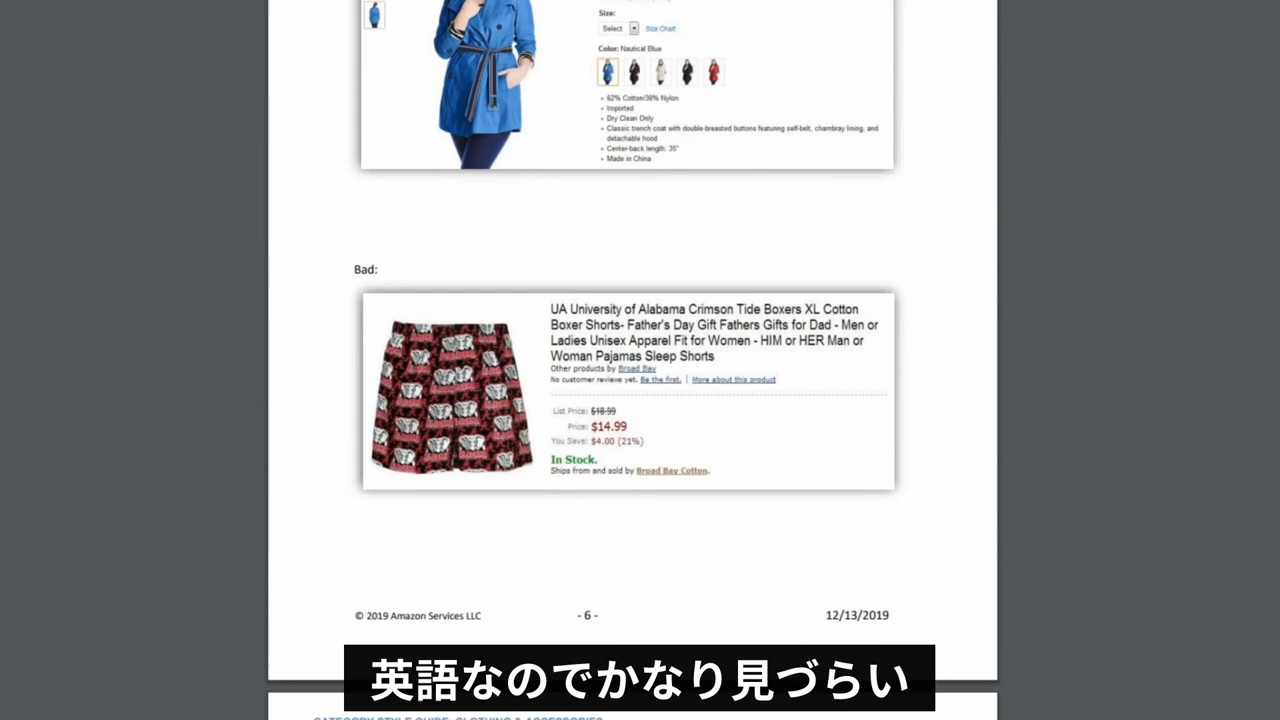 Size:
Select Size Chart
Color: Nautical Blue
62% Cotton/38% Nylon
Imported
Dry Clean Only
Classic trench coat with double-breasted buttons featuring self-belt, chambray lining, and
detachable hood
Center-back length: 35"
Made in China
Bad:
UA University of Alabama Crimson Tide Boxers XL Cotton
Boxer Shorts- Father's Day Gift Fathers Gifts for Dad - Men or
Ladies Unisex Apparel Fit for Women - HIM or HER Man or
Woman Pajamas Sleep Shorts
Other products by Broad Bay
No customer reviews yet. Be the first. | More about this product
List Price: $18.99
Price: $14.99
You Save: $4.00 (21%)
In Stock.
Ships from and sold by Broad Bay Cotton.
© 2019 Amazon Services LLC - 6 - 12/13/2019
英語なのでかなり見づらい
CATEGORY STYLE GUIDE: CLOTHING & ACCESSORIES